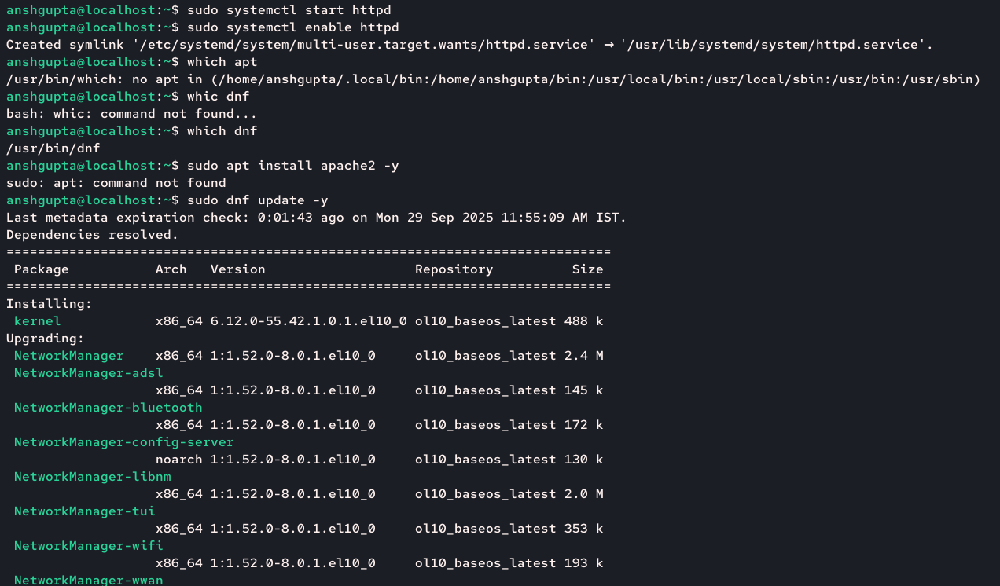 anshgupta@localhost:~$ sudo systemctl start httpd
anshgupta@localhost:~$ sudo systemctl enable httpd
Created symlink '/etc/systemd/system/multi-user.target.wants/httpd.service' → '/usr/lib/systemd/system/httpd.service'.
anshgupta@localhost:~$ which apt
/usr/bin/which: no apt in (/home/anshgupta/.local/bin:/home/anshgupta/bin:/usr/local/bin:/usr/local/sbin:/usr/bin:/usr/sbin)
anshgupta@localhost:~$ whic dnf
bash: whic: command not found...
anshgupta@localhost:~$ which dnf
/usr/bin/dnf
anshgupta@localhost:~$ sudo apt install apache2 -y
sudo: apt: command not found
anshgupta@localhost:~$ sudo dnf update -y
Last metadata expiration check: 0:01:43 ago on Mon 29 Sep 2025 11:55:09 AM IST.
Dependencies resolved.
=============================================================================
 Package           Arch   Version                   Repository          Size
=============================================================================
Installing:
 kernel            x86_64 6.12.0-55.42.1.0.1.el10_0 ol10_baseos_latest 488 k
Upgrading:
 NetworkManager    x86_64 1:1.52.0-8.0.1.el10_0     ol10_baseos_latest 2.4 M
 NetworkManager-adsl
                   x86_64 1:1.52.0-8.0.1.el10_0     ol10_baseos_latest 145 k
 NetworkManager-bluetooth
                   x86_64 1:1.52.0-8.0.1.el10_0     ol10_baseos_latest 172 k
 NetworkManager-config-server
                   noarch 1:1.52.0-8.0.1.el10_0     ol10_baseos_latest 130 k
 NetworkManager-libnm
                   x86_64 1:1.52.0-8.0.1.el10_0     ol10_baseos_latest 2.0 M
 NetworkManager-tui
                   x86_64 1:1.52.0-8.0.1.el10_0     ol10_baseos_latest 353 k
 NetworkManager-wifi
                   x86_64 1:1.52.0-8.0.1.el10_0     ol10_baseos_latest 193 k
 NetworkManager-wwan